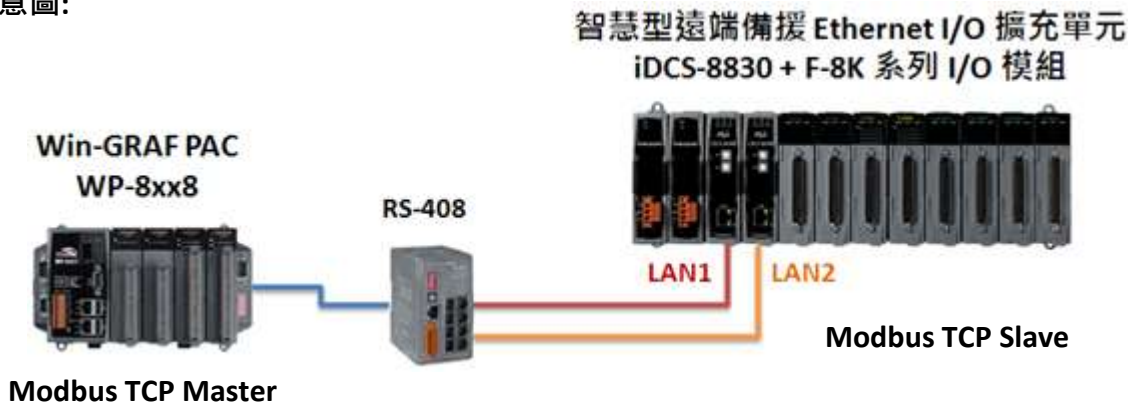 意圖:
智慧型遠端備援 Ethernet I/O 擴充單元
iDCS-8830 + F-8K 系列 I/O 模組
Win-GRAF PAC
WP-8xx8
RS-408
LAN1
LAN2
Modbus TCP Slave
Modbus TCP Master